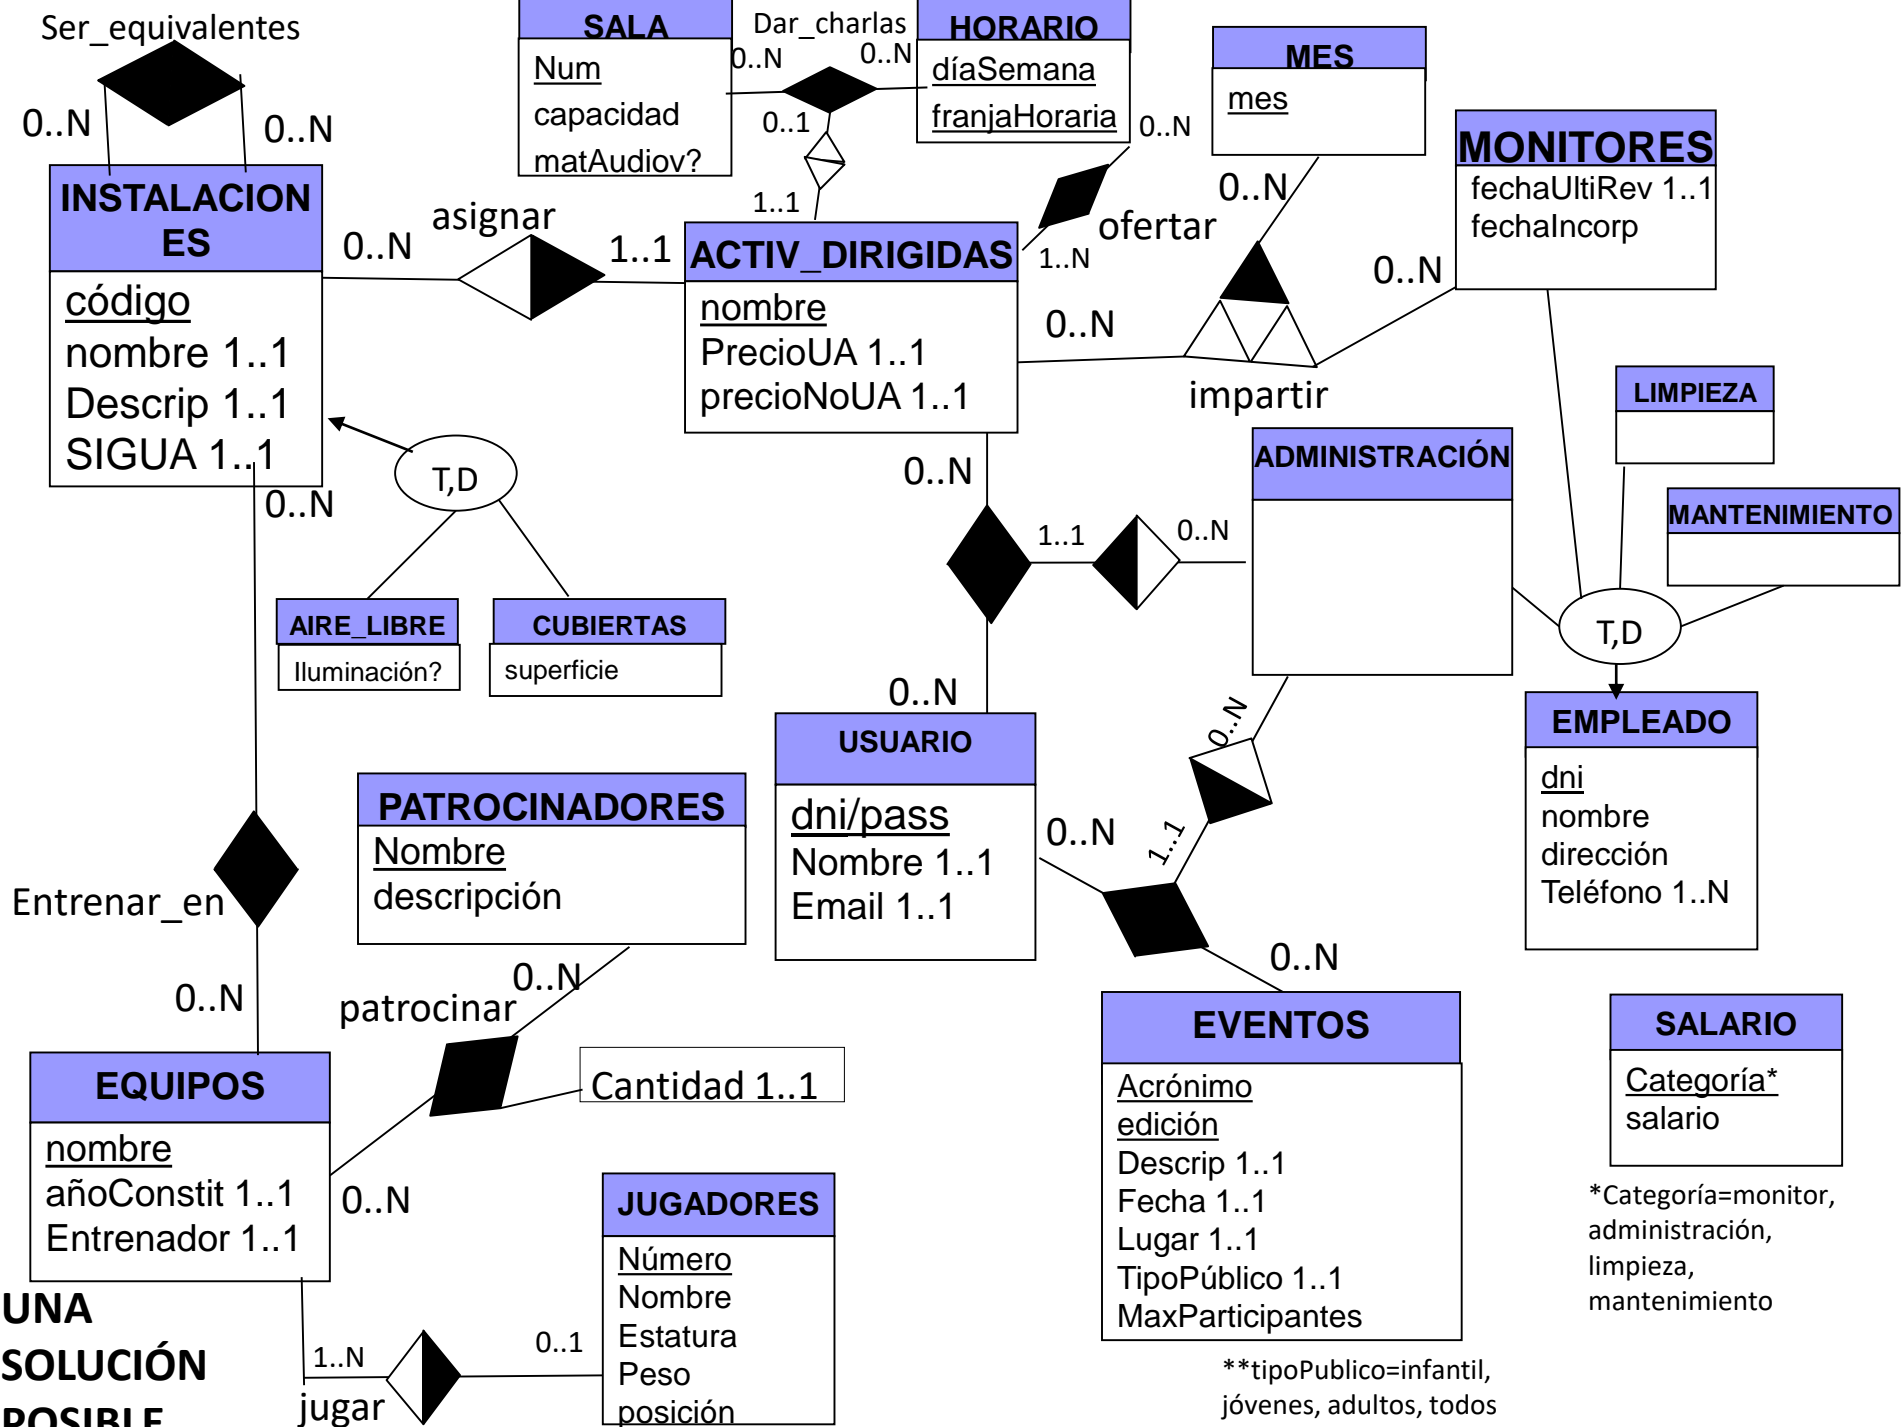 Ser_equivalentes
0..N
0..N
INSTALACION
ES
código
nombre 1..1
Descrip 1..1
SIGUA 1..1
0..N
asignar
0..N
1..1
SALA
Num
capacidad
matAudiov?
Dar_charlas
0..N
0..N
0..1
1..1
HORARIO
díaSemana
franjaHoraria
0..N
ofertar
1..N
MES
mes
0..N
MONITORES
fechaUltiRev 1..1
fechaIncorp
0..N
ACTIV_DIRIGIDAS
nombre
PrecioUA 1..1
precioNoUA 1..1
0..N
impartir
0..N
LIMPIEZA
ADMINISTRACIÓN
MANTENIMIENTO
T,D
1..1
0..N
T,D
AIRE_LIBRE
Iluminación?
CUBIERTAS
superficie
0..N
USUARIO
dni/pass
Nombre 1..1
Email 1..1
0..N
0..N
1..1
EMPLEADO
dni
nombre
dirección
Teléfono 1..N
PATROCINADORES
Nombre
descripción
Entrenar_en
0..N
0..N
patrocinar
Cantidad 1..1
0..N
EVENTOS
Acrónimo
edición
Descrip 1..1
Fecha 1..1
Lugar 1..1
TipoPúblico 1..1
MaxParticipantes
0..N
SALARIO
Categoría*
salario
*Categoría=monitor,
administración,
limpieza,
mantenimiento
EQUIPOS
nombre
añoConstit 1..1
Entrenador 1..1
JUGADORES
Número
Nombre
Estatura
Peso
posición
1..N
0..1
jugar
UNA
SOLUCIÓN
POSIBLE
**tipoPublico=infantil,
jóvenes, adultos, todos